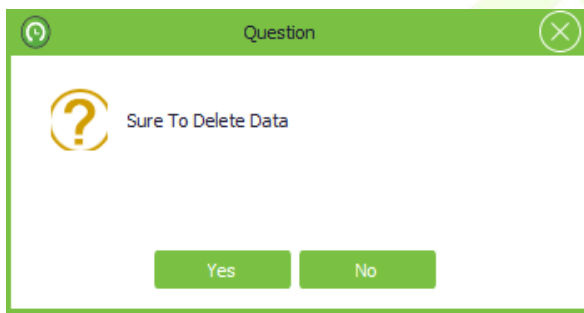 Question
Sure To Delete Data
Yes No